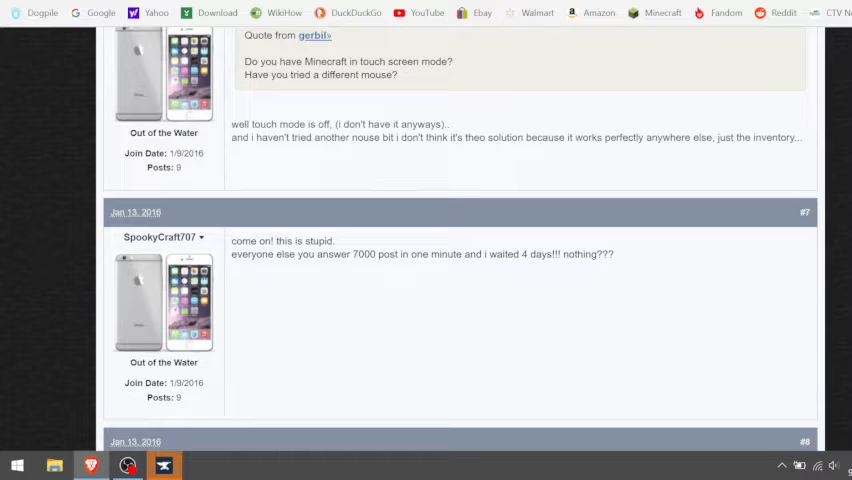 Dogpile Google Yahoo Download WikiHow DuckDuckGo YouTube Ebay Walmart Amazon Minecraft Fandom Reddit CTV N
Quote from gerbil»
Do you have Minecraft in touch screen mode?
Have you tried a different mouse?
Out of the Water
Join Date: 1/9/2016
Posts: 9
well touch mode is off, (i don't have it anyways)..
and i haven't tried another nouse bit i don't think it's theo solution because it works perfectly anywhere else, just the inventory...
Jan 13, 2016 #7
SpookyCraft707
come on! this is stupid.
everyone else you answer 7000 post in one minute and i waited 4 days!!! nothing???
Out of the Water
Join Date: 1/9/2016
Posts: 9
Jan 13, 2016 #8